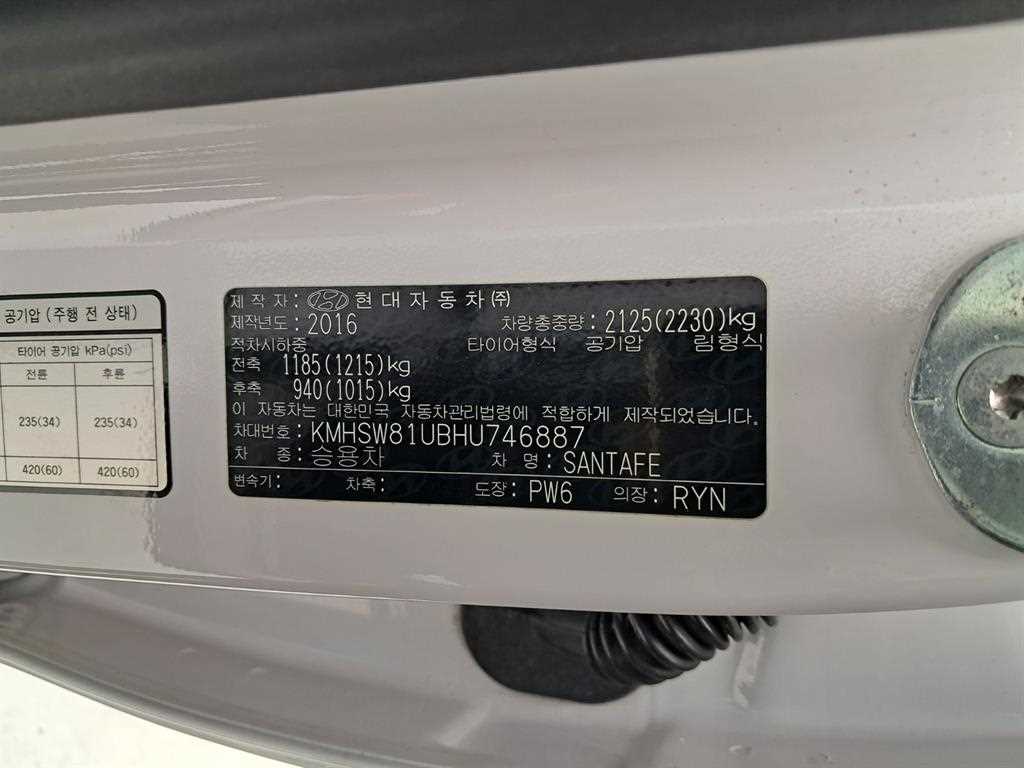 공기압 (주행 전 상태)
타이어 공기압 kPa(psi)
전륜 후륜
235(34) 235(34)
420(60) 420(60)
제 작 자 : 현대자동차(주)
제작년도 : 2016 차량총중량 : 2125(2230)kg
적차시하중 타이어형식 공기압 림형식
전축 1185(1215)kg
후축 940(1015)kg
이 자동차는 대한민국 자동차관리법령에 적합하게 제작되었습니다.
차대번호 : KMHSW81UBHU746887
차 종 : 승용차 차 명 : SANTAFE
변속기 : 차축 : 도장 : PW6 의장 : RYN